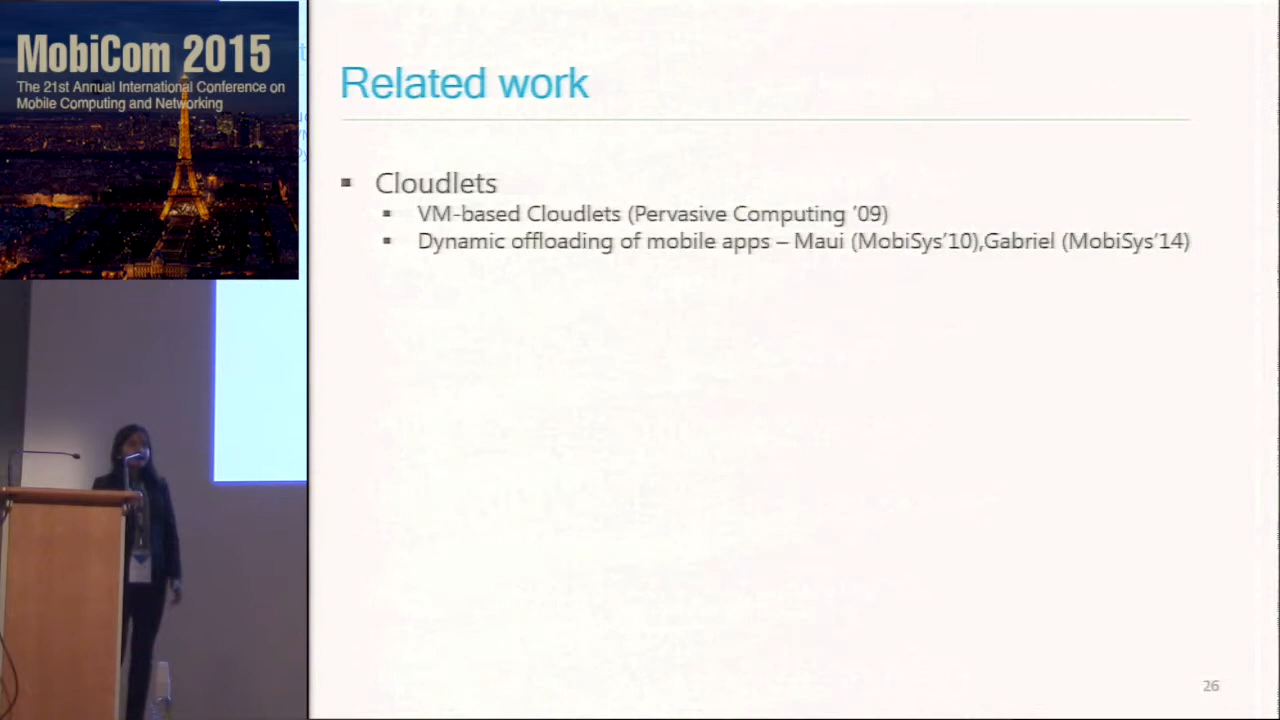 MobiCom 2015
The 21st Annual International Conference on
Mobile Computing and Networking
Related work
Cloudlets
VM-based Cloudlets (Pervasive Computing '09)
Dynamic offloading of mobile apps – Maui (MobiSys'10),Gabriel (MobiSys'14)
26